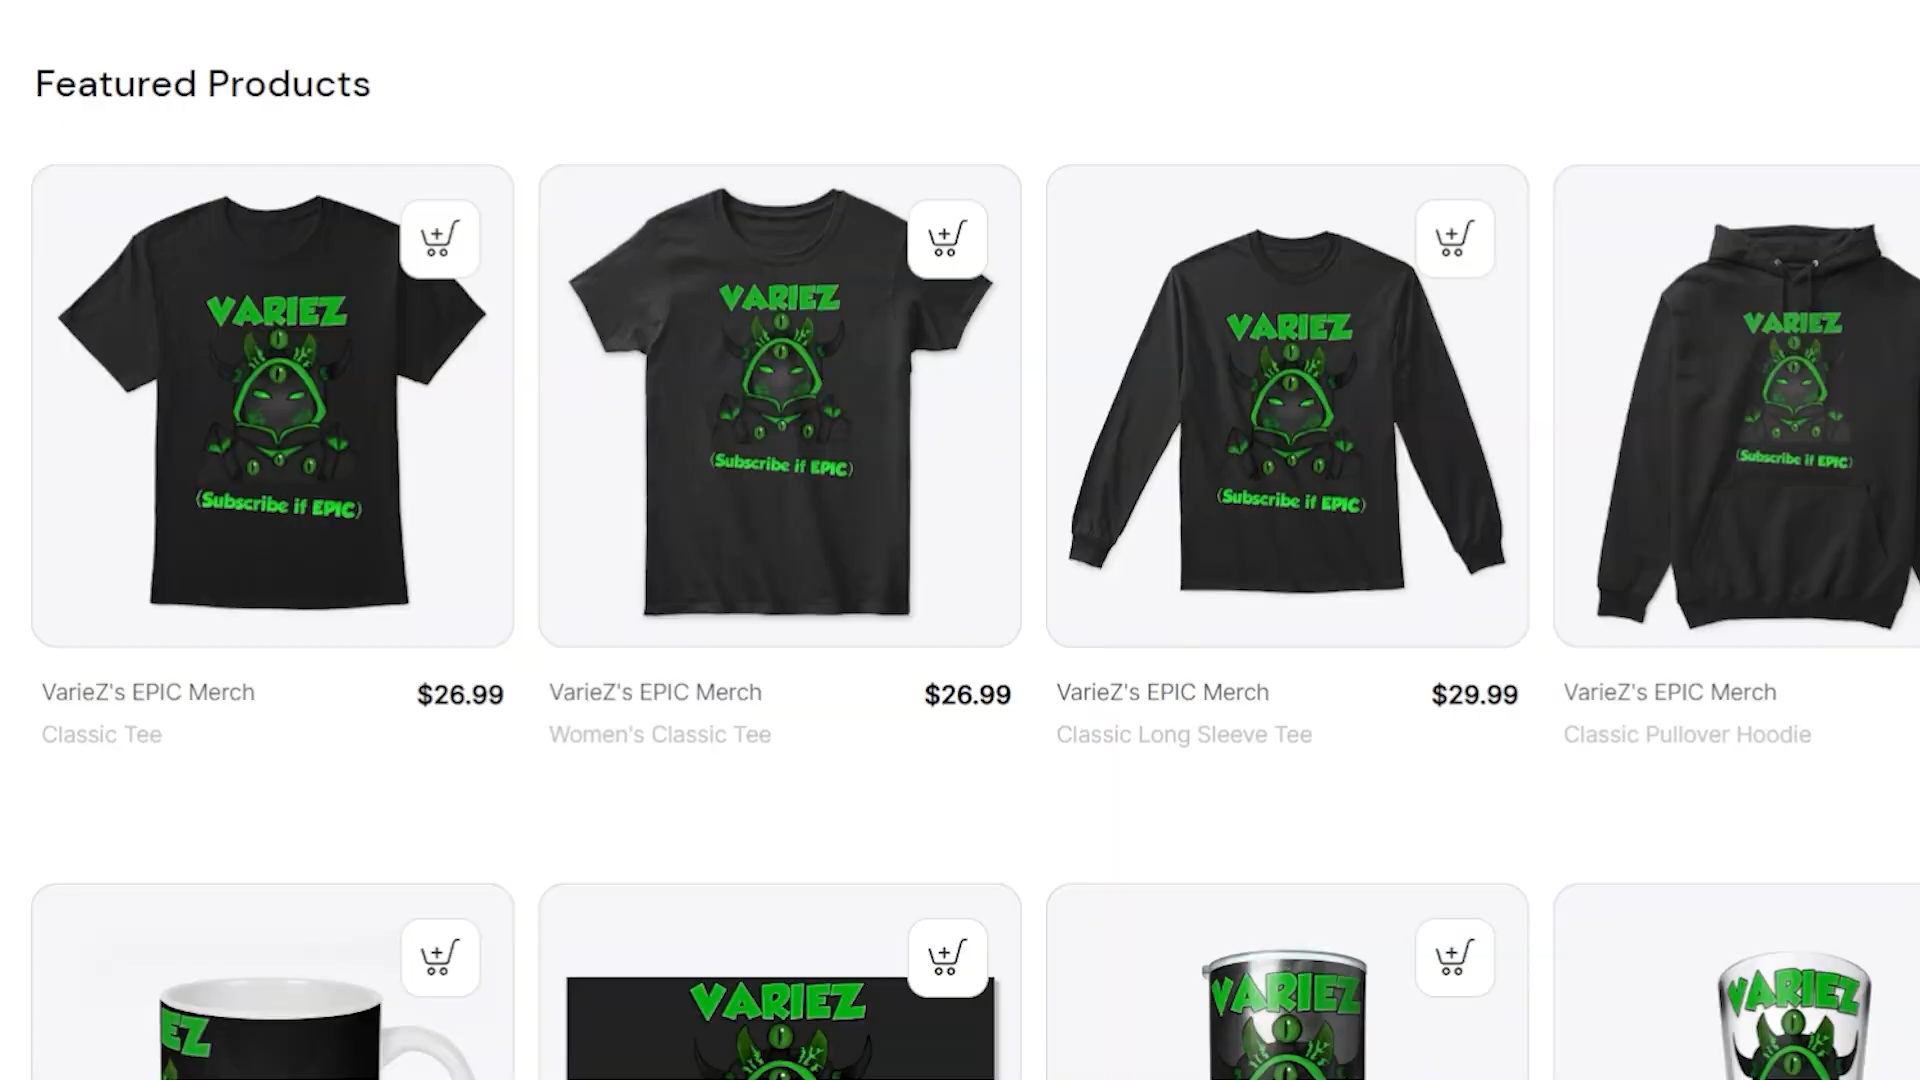 Featured Products
VARIEZ
(Subscribe if EPIC)
VARIEZ
(Subscribe if EPIC)
VARIEZ
(Subscribe if EPIC)
VARIEZ
(Subscribe if EPIC)
VarieZ's EPIC Merch
$26.99
Classic Tee
VarieZ's EPIC Merch
$26.99
Women's Classic Tee
VarieZ's EPIC Merch
$29.99
Classic Long Sleeve Tee
VarieZ's EPIC Merch
Classic Pullover Hoodie
EZ
VARIEZ
VARIEZ
VARIEZ